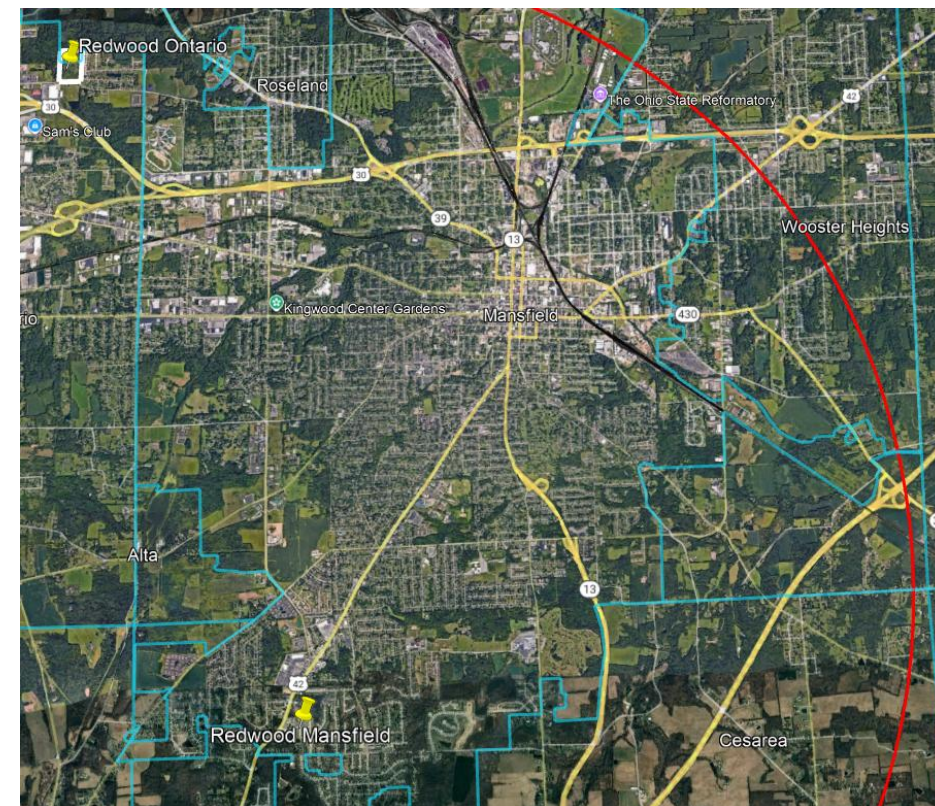 Redwood Ontario
Roseland
42
30
The Ohio State Reformatory
Sam's Club
30
39
13
Wooster Heights
Kingwood Center Gardens
Mansfield
430
rio
Alta
13
42
Redwood Mansfield
Cesarea